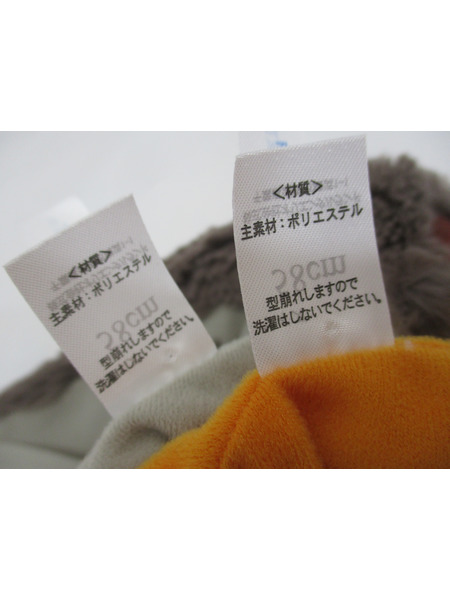 <材質>
主素材：ポリエステル
58cm
型崩れしますので
洗濯はしないでください。
<材質>
主素材：ポリエステル
58cm
型崩れしますので
洗濯はしないでください。